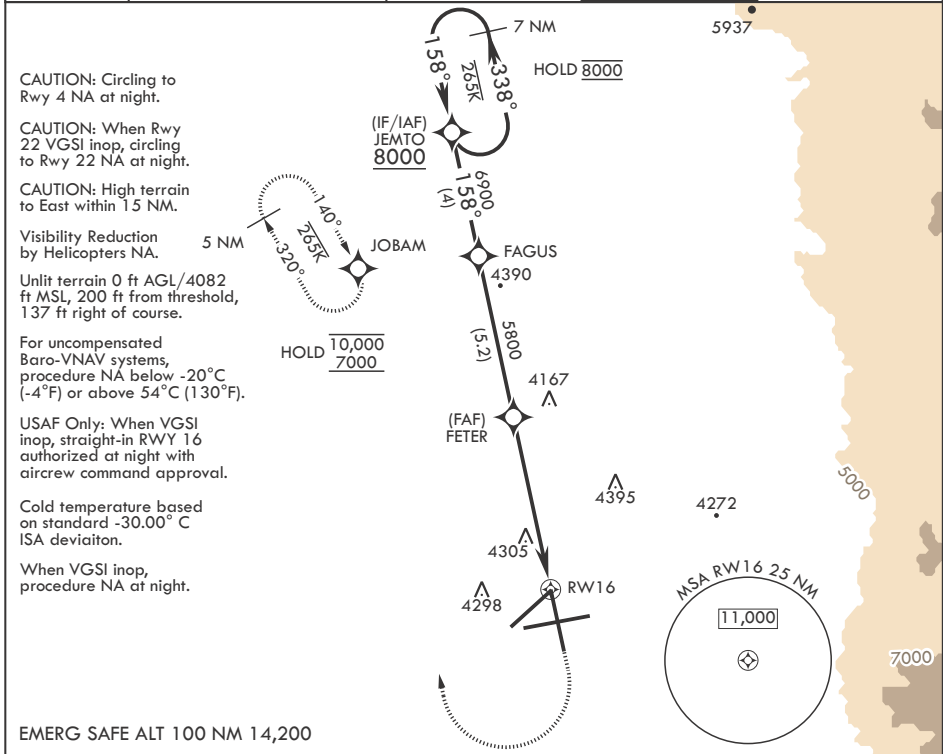 CAUTION: Circling to
Rwy 4 NA at night.
CAUTION: When Rwy
22 VGSI inop, circling
to Rwy 22 NA at night.
CAUTION: High terrain
to East within 15 NM.
Visibility Reduction
by Helicopters NA.
Unlit terrain 0 ft AGL/4082
ft MSL, 200 ft from threshold,
137 ft right of course.
For uncompensated
Baro-VNAV systems,
procedure NA below -20°C
(-4°F) or above 54°C (130°F).
USAF Only: When VGSI
inop, straight-in RWY 16
authorized at night with
aircrew command approval.
Cold temperature based
on standard -30.00° C
ISA deviaiton.
When VGSI inop,
procedure NA at night.
EMERG SAFE ALT 100 NM 14,200
7 NM
158°
265K
338°
HOLD 8000
(IF/IAF)
JEMTO
8000
6900
158°
(4)
5 NM
140°
265K
320°
JOBAM
HOLD 10,000
7000
FAGUS
4390
5800
(5.2)
4167
(FAF)
FETER
4395
4272
4305
4298
RW16
MSA RW16 25 NM
11,000
5937
5000
7000